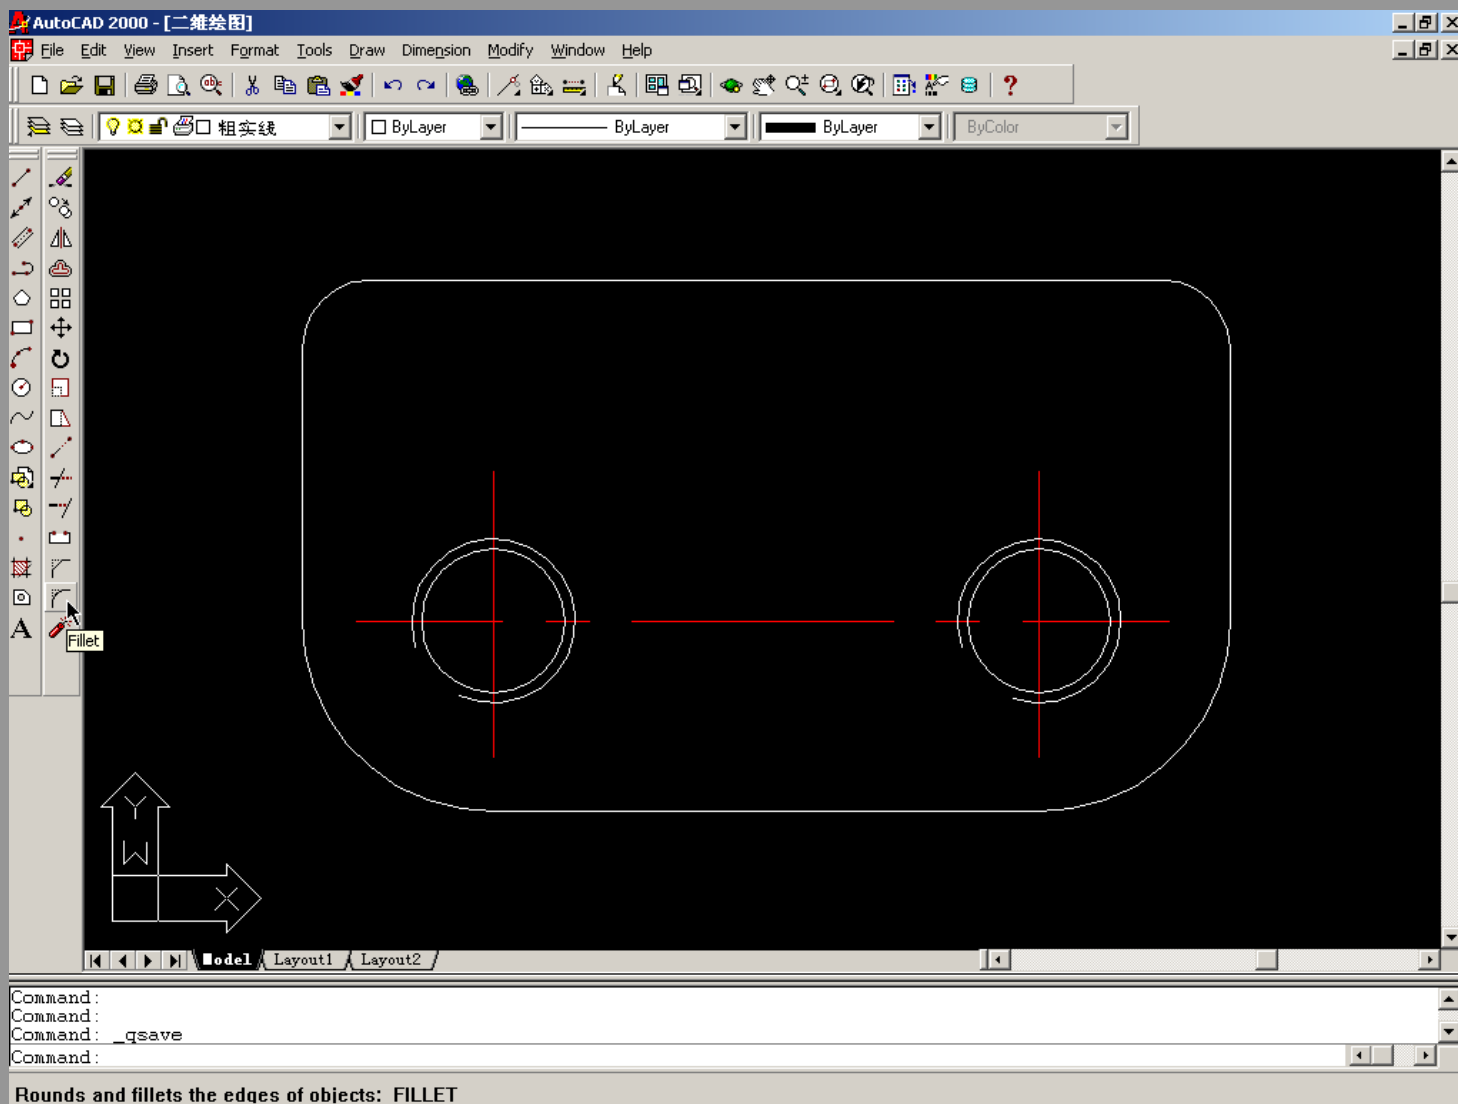 AutoCAD 2000 - [二维绘图]
File Edit View Insert Format Tools Draw Dimension Modify Window Help
粗实线 ByLayer ByLayer ByLayer ByColor
A
Fillet
Y
W
X
Model Layout1 Layout2
Command:
Command:
Command: _qsave
Command:
Rounds and fillets the edges of objects: FILLET